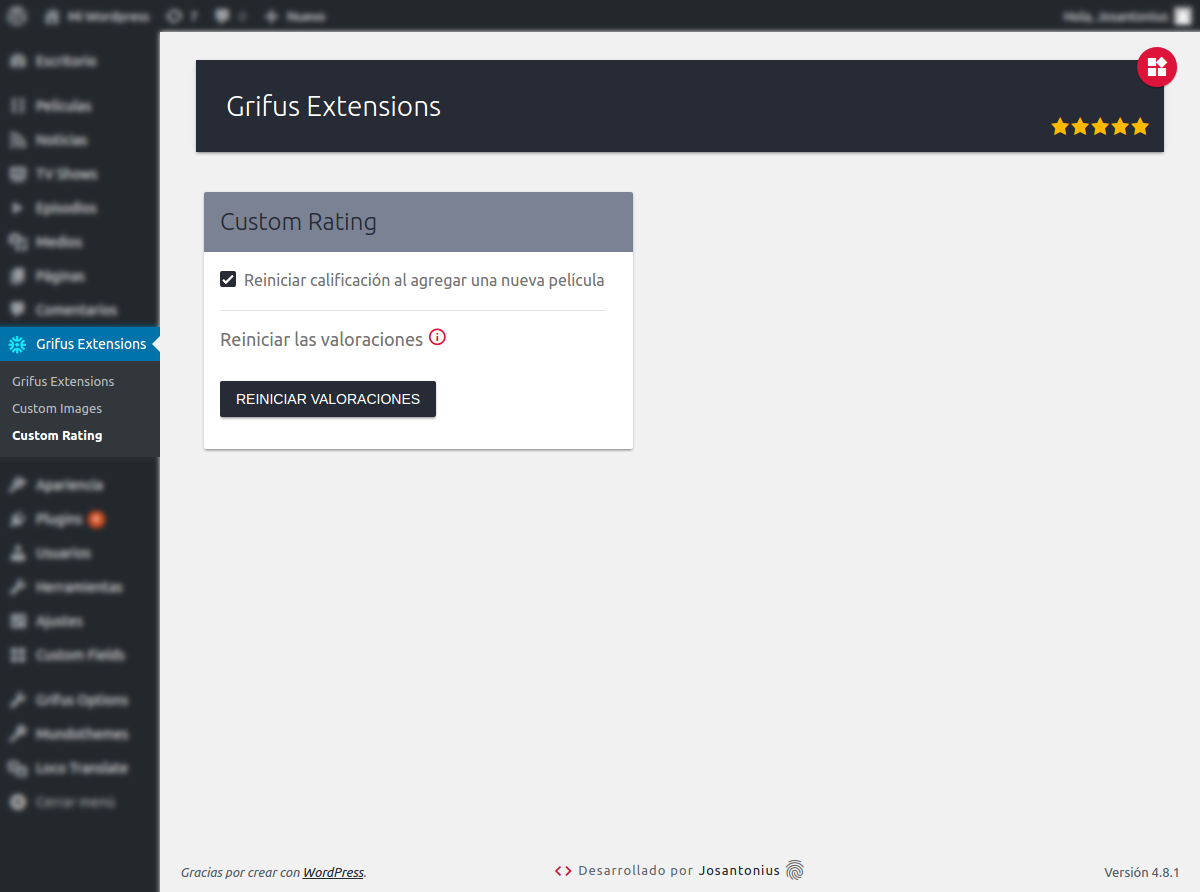 Mi Wordpress
7
Nuevo
Hola, Josantonius
Escritorio
Películas
Noticias
TV Shows
Episodios
Medios
Páginas
Comentarios
Grifus Extensions
Grifus Extensions
Custom Images
Custom Rating
Apariencia
Plugins
Usuarios
Herramientas
Ajustes
Custom Fields
Grifus Options
Mundothemes
Loco Translate
Cerrar menú
Grifus Extensions
Custom Rating
Reiniciar calificación al agregar una nueva película
Reiniciar las valoraciones
REINICIAR VALORACIONES
Gracias por crear con WordPress.
Desarrollado por Josantonius
Versión 4.8.1